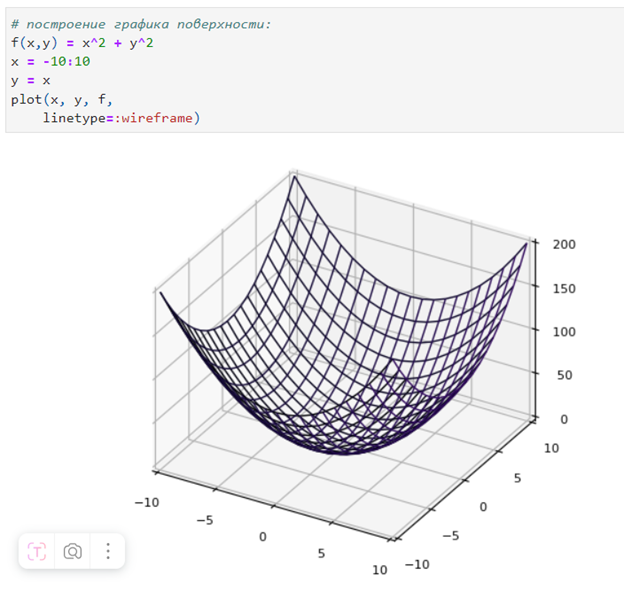 # построение графика поверхности:
f(x,y) = x^2 + y^2
x = -10:10
y = x
plot(x, y, f,
    linetype=:wireframe)
200
150
100
50
0
10
5
0
−5
−10
−10
−5
0
5
10
T